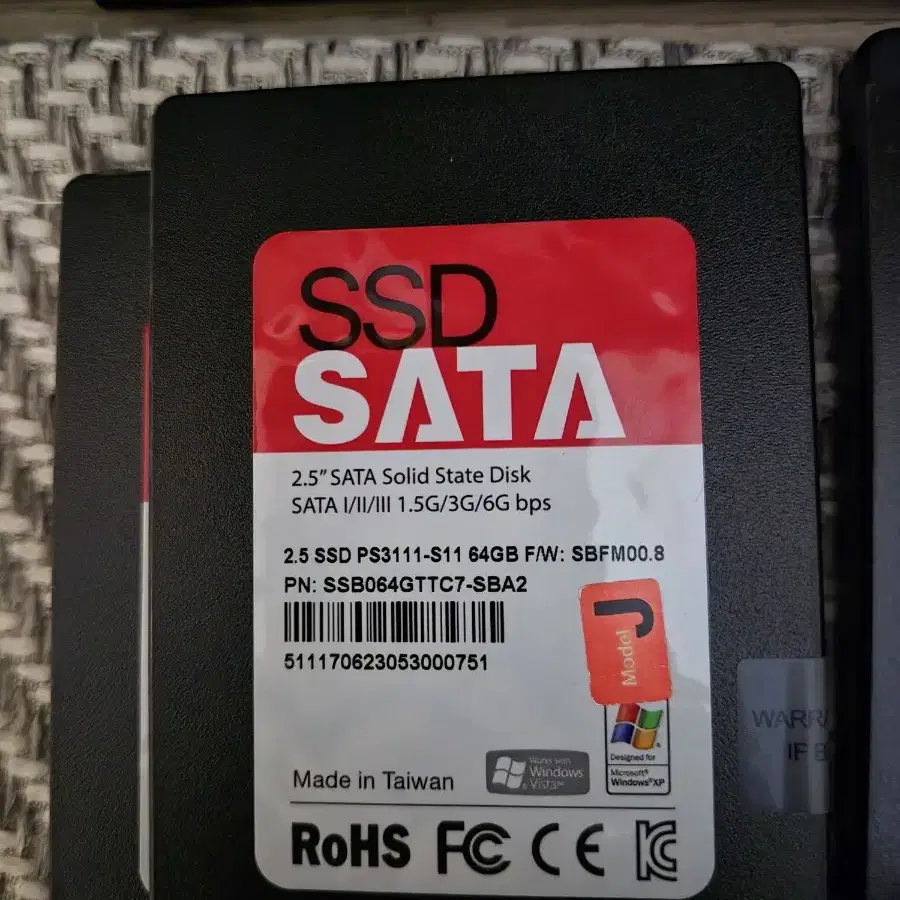 SSD
SATA
2.5" SATA Solid State Disk
SATA I/II/III 1.5G/3G/6G bps
2.5 SSD PS3111-S11 64GB F/W: SBFM00.8
PN: SSB064GTTC7-SBA2
511170623053000751
Model J
Made in Taiwan
Works with
Windows
Vista™
Designed for
Microsoft®
Windows®XP
RoHS FC CE
IF